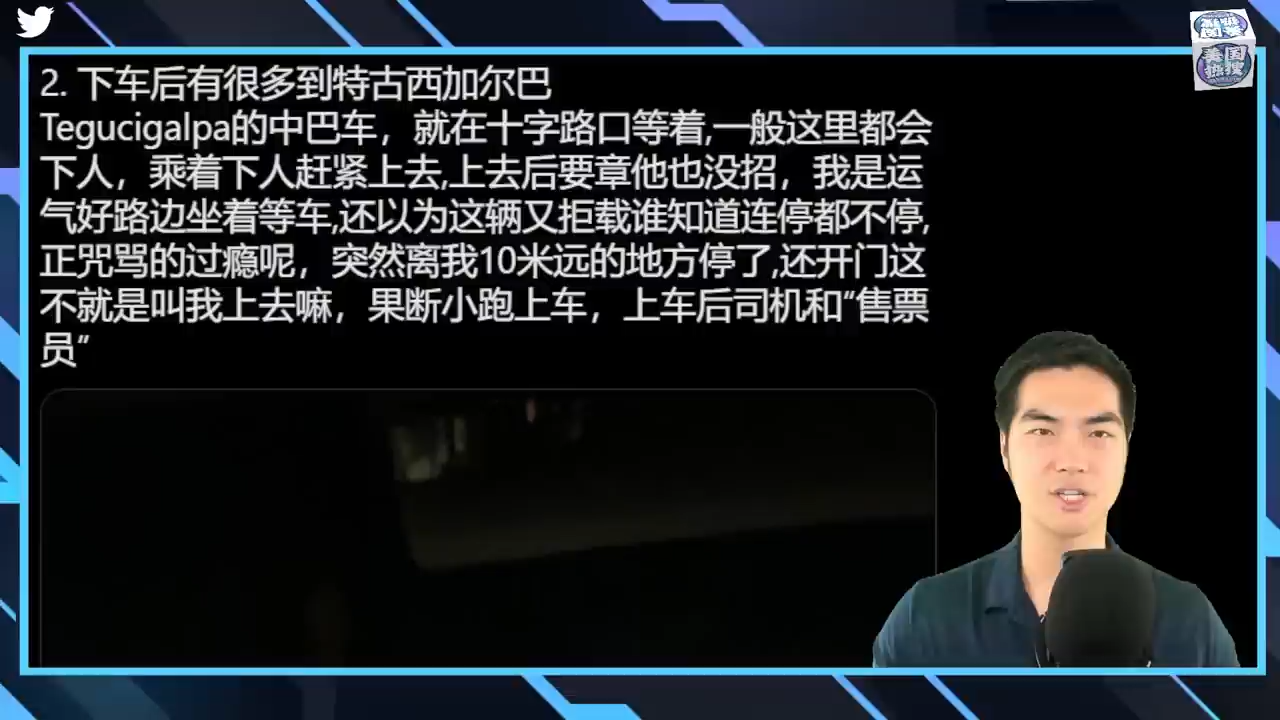 2. 下车后有很多到特古西加尔巴
Tegucigalpa的中巴车，就在十字路口等着,一般这里都会
下人，乘着下人赶紧上去,上去后要章他也没招，我是运
气好路边坐着等车,还以为这辆又拒载谁知道连停都不停,
正咒骂的过瘾呢，突然离我10米远的地方停了,还开门这
不就是叫我上去嘛，果断小跑上车，上车后司机和“售票
员”
美国
热搜